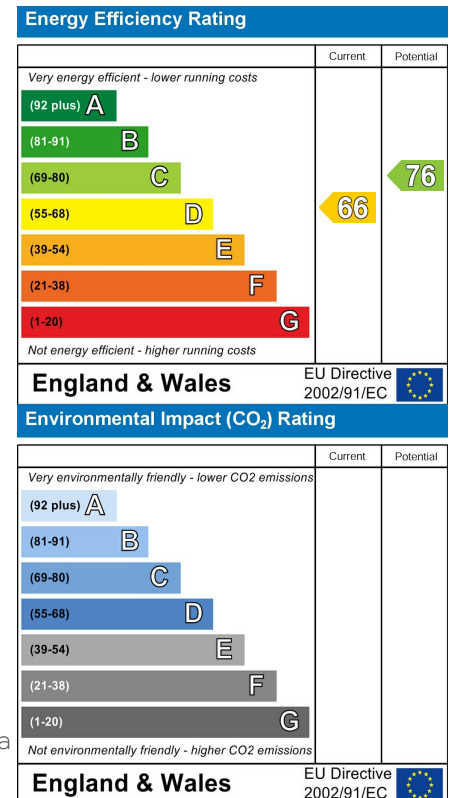 Energy Efficiency Rating
Current Potential
Very energy efficient - lower running costs
(92 plus) A
(81-91) B
(69-80) C
76
(55-68) D
66
(39-54) E
(21-38) F
(1-20) G
Not energy efficient - higher running costs
England & Wales
EU Directive
2002/91/EC
Environmental Impact (CO₂) Rating
Current Potential
Very environmentally friendly - lower CO2 emissions
(92 plus) A
(81-91) B
(69-80) C
(55-68) D
(39-54) E
(21-38) F
(1-20) G
a
Not environmentally friendly - higher CO2 emissions
England & Wales
EU Directive
2002/91/EC